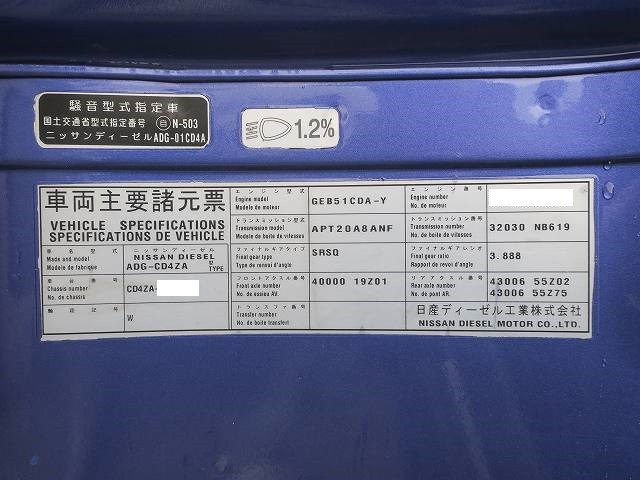 騒音型式指定車
国土交通省型式指定番号 自 N-503
ニッサンディーゼル ADG-01CD4A
1.2%
車両主要諸元票
VEHICLE SPECIFICATIONS
SPECIFICATIONS DE VEHICLE
車名型式
Made and model
Modele de fabrique
ニッサンディーゼル
NISSAN DIESEL
ADG-CD4ZA 型
TYPE
車台番号
Chassis number
No. de chassis
CD4ZA-
W
エンジン型式
Engine model
Modele de moteur
GEB51CDA-Y
エンジン番号
Engine number
No. de moteur
トランスミッション型式
Transmission model
Modele de boite de vitesses
APT20A8ANF
トランスミッション番号
Transmission number
No. de boite de vitesses
32030 NB619
ファイナルギアタイプ
Final gear type
Type de renvoi d'angle
SRSQ
ファイナルギアレシオ
Final gear ratio
Rapport de renvoi d'angle
3.888
フロントアクスル番号
Front axle number
No. de essieu AV.
40000 19Z01
リアアクスル番号
Rear axle number
No. de pont AR.
43006 55Z02
43006 55Z75
トランスファ番号
Transfer number
No. de boite transfert
日産ディーゼル工業株式会社
NISSAN DIESEL MOTOR CO.,LTD.